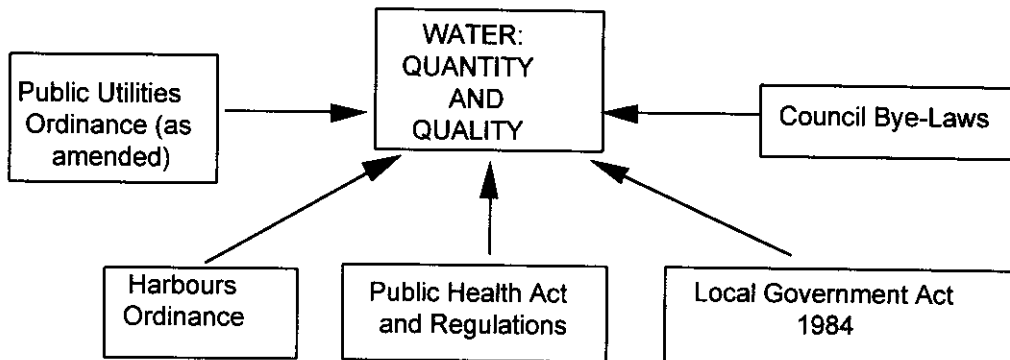 WATER:
QUANTITY
AND
QUALITY
Public Utilities
Ordinance (as
amended)
Council Bye-Laws
Harbours
Ordinance
Public Health Act
and Regulations
Local Government Act
1984